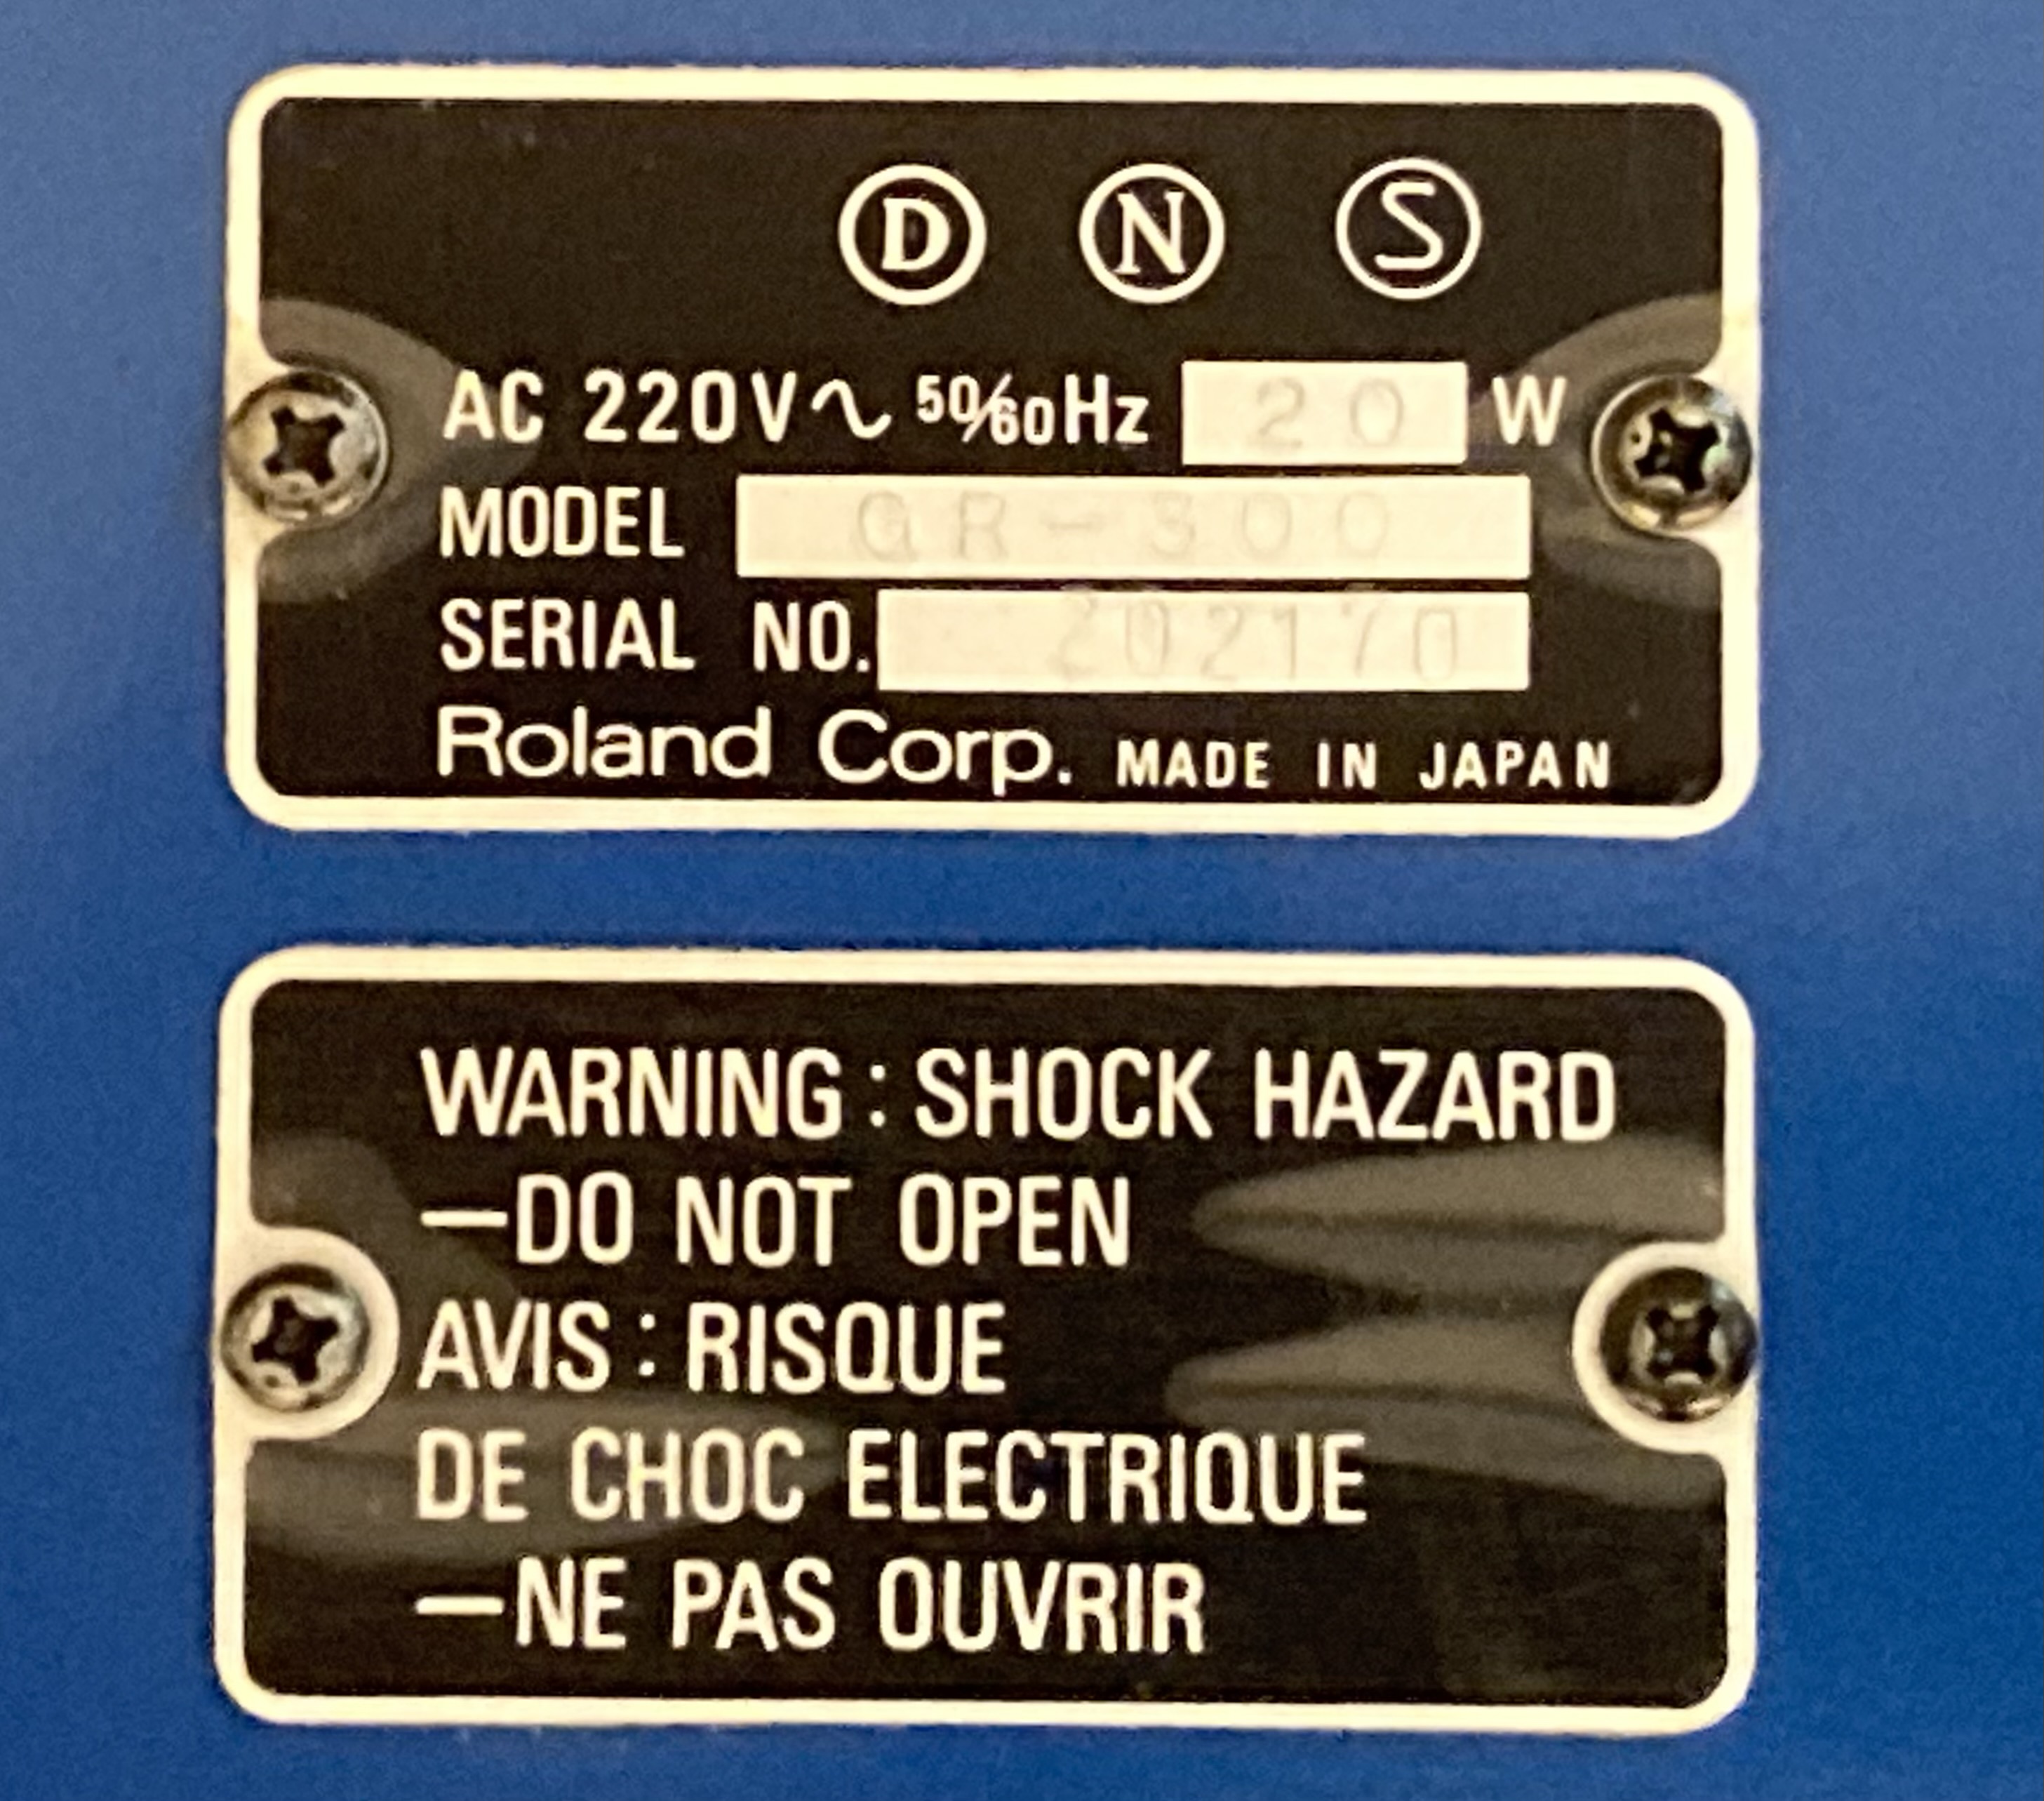 D N S
AC 220V∿ 50/60Hz 20 W
MODEL GR-300
SERIAL NO. 202170
Roland Corp. MADE IN JAPAN
WARNING : SHOCK HAZARD
—DO NOT OPEN
AVIS : RISQUE
DE CHOC ELECTRIQUE
—NE PAS OUVRIR